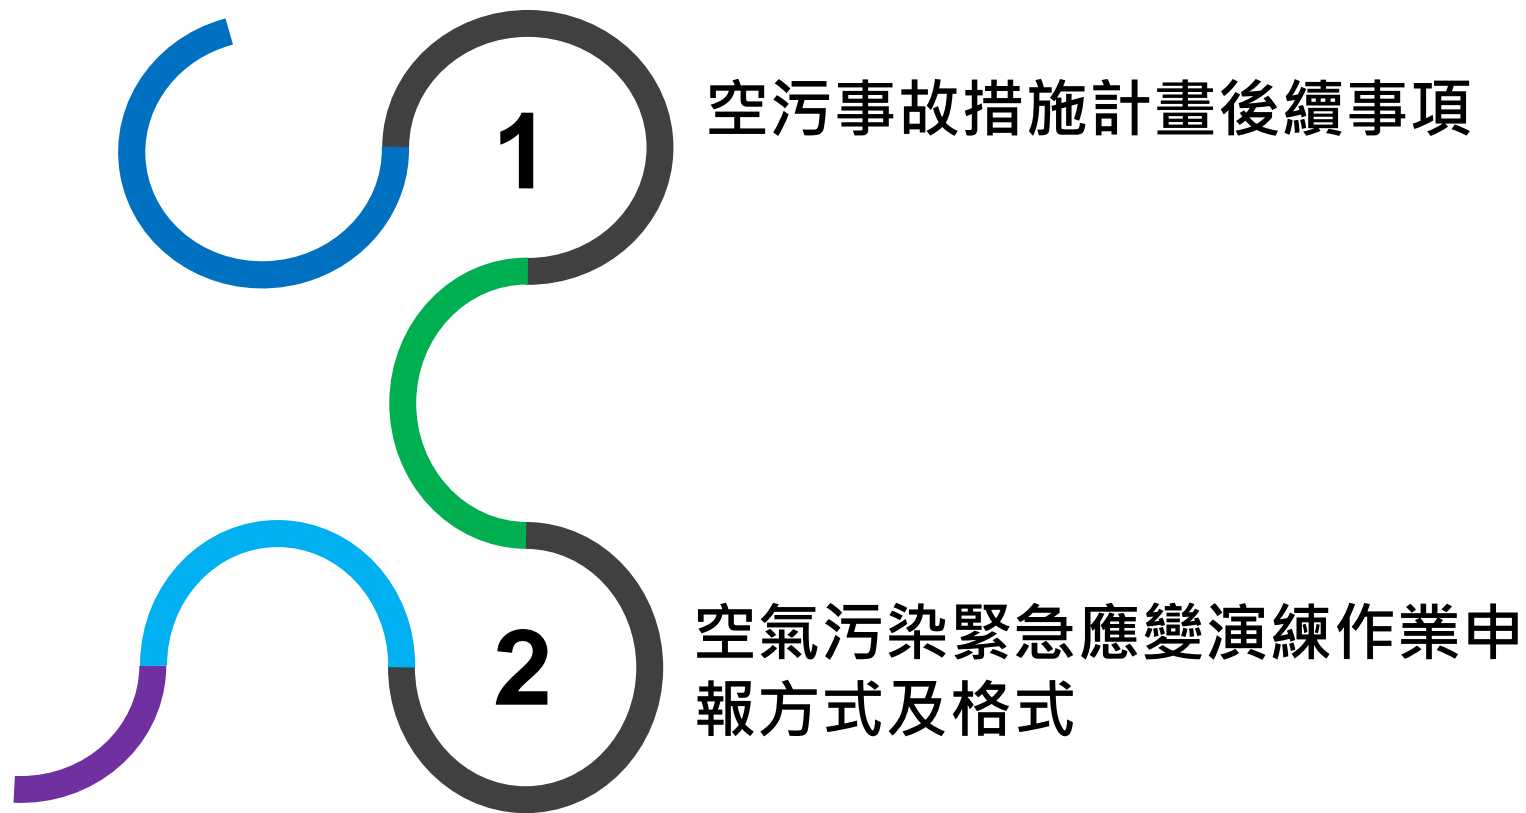 1
空污事故措施計畫後續事項
2
空氣污染緊急應變演練作業申
報方式及格式